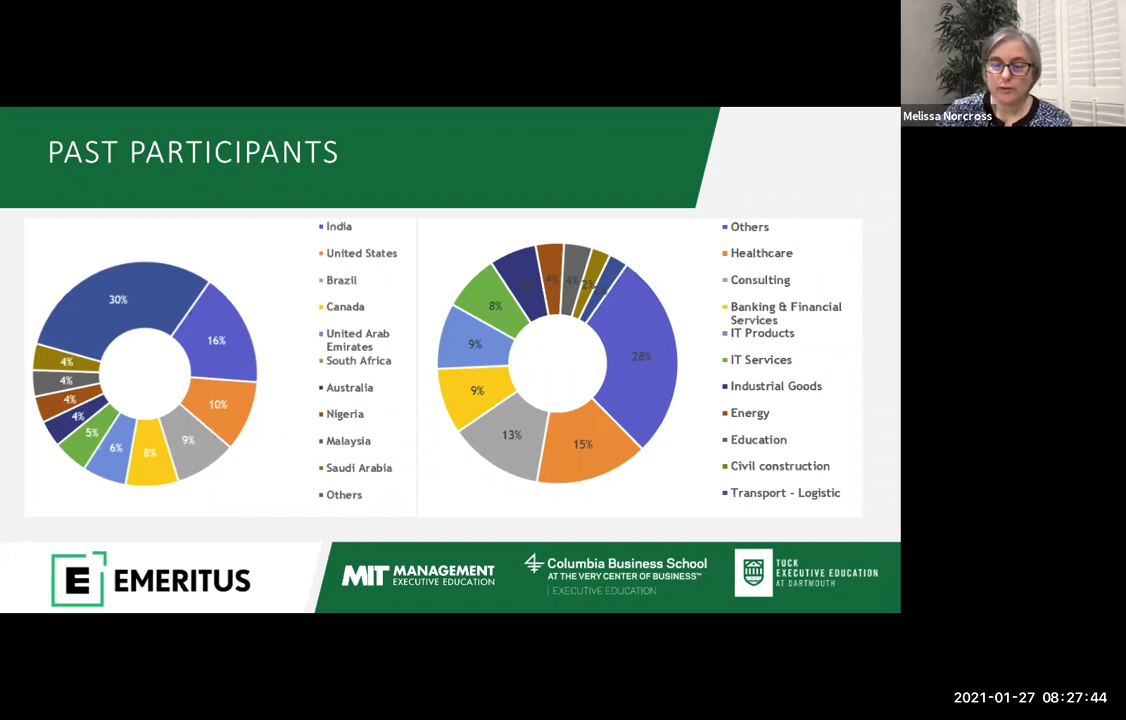 Melissa Norcross
PAST PARTICIPANTS
30%
16%
10%
9%
8%
6%
5%
4%
4%
4%
4%
India
United States
Brazil
Canada
United Arab
Emirates
South Africa
Australia
Nigeria
Malaysia
Saudi Arabia
Others
28%
15%
13%
9%
9%
8%
4%
4%
2%
Others
Healthcare
Consulting
Banking & Financial
Services
IT Products
IT Services
Industrial Goods
Energy
Education
Civil construction
Transport - Logistic
E EMERITUS
MIT MANAGEMENT
EXECUTIVE EDUCATION
Columbia Business School
AT THE VERY CENTER OF BUSINESS™
EXECUTIVE EDUCATION
TUCK
EXECUTIVE EDUCATION
AT DARTMOUTH
2021-01-27 08:27:44